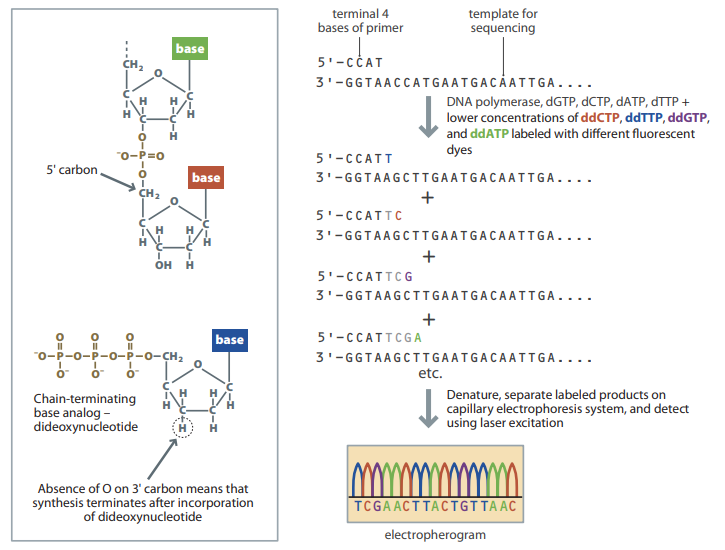 base
CH2
O
C
C
H
H
H
C
C
H
O
⁻O–P=O
O
5' carbon
CH2
base
O
C
C
H
H
H
H
C
C
OH
H
base
O
O
O
⁻O–P–O–P–O–P–O–CH2
O⁻
O⁻
O⁻
O
C
C
H
H
H
H
C
C
H
H
Chain-terminating
base analog –
dideoxynucleotide
Absence of O on 3' carbon means that
synthesis terminates after incorporation
of dideoxynucleotide
terminal 4
bases of primer
template for
sequencing
5'-CCAT
3'-GGTAACCATGAATGACAATTGA....
DNA polymerase, dGTP, dCTP, dATP, dTTP +
lower concentrations of ddCTP, ddTTP, ddGTP,
and ddATP labeled with different fluorescent
dyes
5'-CCATT
3'-GGTAAGCTTGAATGACAATTGA....
+
5'-CCATTC
3'-GGTAAGCTTGAATGACAATTGA....
+
5'-CCATTCG
3'-GGTAAGCTTGAATGACAATTGA....
+
5'-CCATTCGA
3'-GGTAAGCTTGAATGACAATTGA....
etc.
Denature, separate labeled products on
capillary electrophoresis system, and detect
using laser excitation
TCGAACTTACTGTTAAC
electropherogram